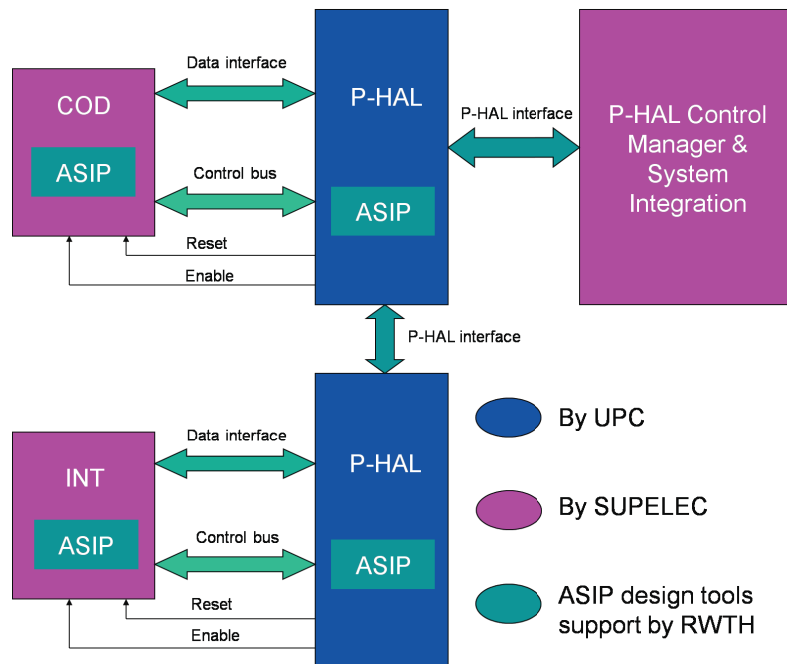 COD
ASIP
Data interface
Control bus
Reset
Enable
P-HAL
ASIP
P-HAL interface
P-HAL Control
Manager &
System
Integration
P-HAL interface
INT
ASIP
Data interface
Control bus
Reset
Enable
P-HAL
ASIP
By UPC
By SUPELEC
ASIP design tools
support by RWTH